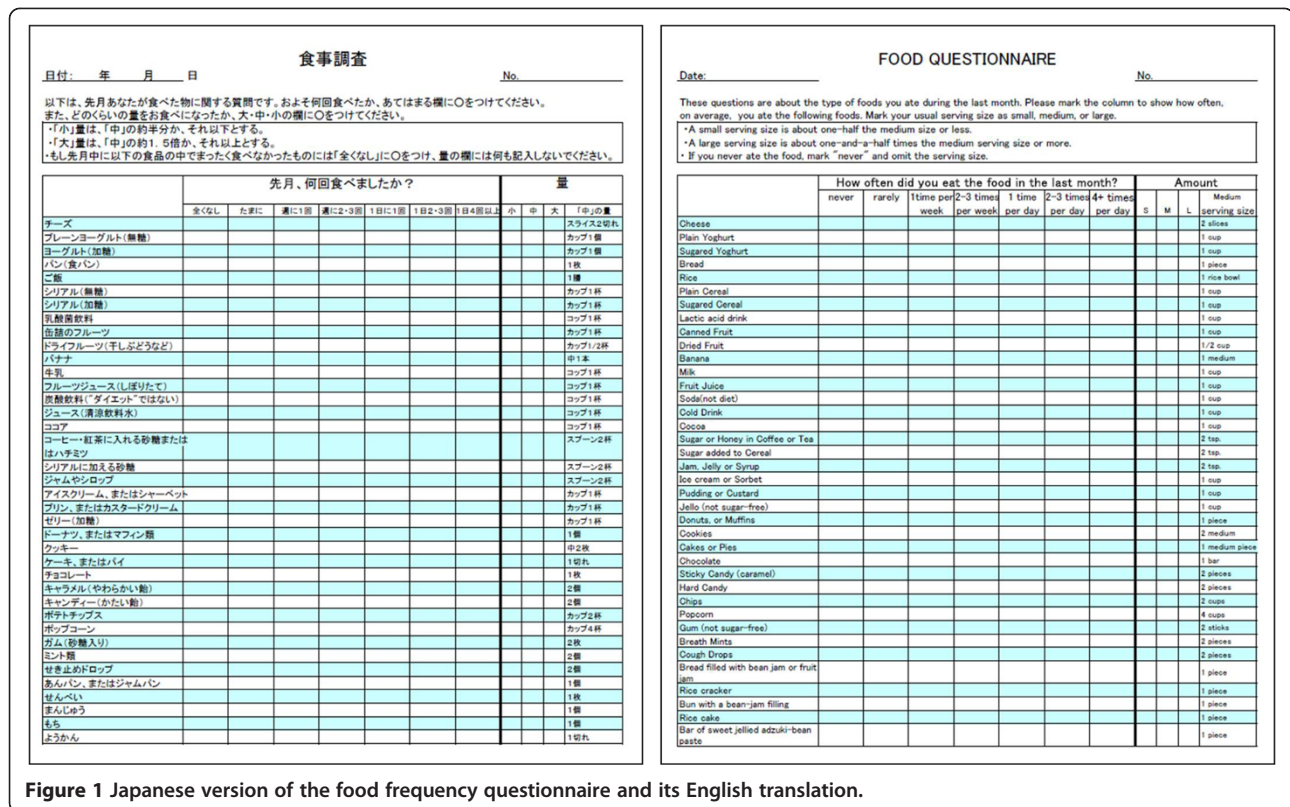 食事調査
日付: 年 月 日 No.
以下は、先月あなたが食べた物に関する質問です。およそ何回食べたか、あてはまる欄に○をつけてください。
また、どのくらいの量をお食べになったか、大・中・小の欄に○をつけてください。
・「小」量は、「中」の約半分か、それ以下とする。
・「大」量は、「中」の約1.5倍か、それ以上とする。
・もし先月中に以下の食品の中でまったく食べなかったものには「全くなし」に○をつけ、量の欄には何も記入しないでください。
先月、何回食べましたか? 量
全くなし たまに 週に1回 週に2・3回 1日に1回 1日2・3回 1日4回以上 小 中 大 「中」の量
チーズ スライス2切れ
プレーンヨーグルト(無糖) カップ1個
ヨーグルト(加糖) カップ1個
パン(食パン) 1枚
ご飯 1膳
シリアル(無糖) カップ1杯
シリアル(加糖) カップ1杯
乳酸菌飲料 コップ1杯
缶詰のフルーツ カップ1杯
ドライフルーツ(干しぶどうなど) カップ1/2杯
バナナ 中1本
牛乳 コップ1杯
フルーツジュース(しぼりたて) コップ1杯
炭酸飲料("ダイエット"ではない) コップ1杯
ジュース(清涼飲料水) コップ1杯
ココア コップ1杯
コーヒー・紅茶に入れる砂糖または スプーン2杯
はハチミツ
シリアルに加える砂糖 スプーン2杯
ジャムやシロップ スプーン2杯
アイスクリーム、またはシャーベット カップ1杯
プリン、またはカスタードクリーム カップ1杯
ゼリー(加糖) カップ1杯
ドーナツ、またはマフィン類 1個
クッキー 中2枚
ケーキ、またはパイ 1切れ
チョコレート 1枚
キャラメル(やわらかい飴) 2個
キャンディー(かたい飴) 2個
ポテトチップス カップ2杯
ポップコーン カップ4杯
ガム(砂糖入り) 2枚
ミント類 2個
せき止めドロップ 2個
あんパン、またはジャムパン 1個
せんべい 1枚
まんじゅう 1個
もち 1個
ようかん 1切れ
FOOD QUESTIONNAIRE
Date: No.
These questions are about the type of foods you ate during the last month. Please mark the column to show how often,
on average, you ate the following foods. Mark your usual serving size as small, medium, or large.
・A small serving size is about one-half the medium size or less.
・A large serving size is about one-and-a-half times the medium serving size or more.
・If you never ate the food, mark "never" and omit the serving size.
How often did you eat the food in the last month? Amount
never rarely 1time per 2-3 times 1 time 2-3 times 4+ times Medum
week per week per day per day per day S M L serving size
Cheese 2 slices
Plain Yoghurt 1 cup
Sugared Yoghurt 1 cup
Bread 1 piece
Rice 1 rice bowl
Plain Cereal 1 cup
Sugared Cereal 1 cup
Lactic acid drink 1 cup
Canned Fruit 1 cup
Dried Fruit 1/2 cup
Banana 1 medium
Milk 1 cup
Fruit Juice 1 cup
Soda(not diet) 1 cup
Cold Drink 1 cup
Cocoa 1 cup
Sugar or Honey in Coffee or Tea 2 tsp.
Sugar added to Cereal 2 tsp.
Jam, Jelly or Syrup 2 tsp.
Ice cream or Sorbet 1 cup
Pudding or Custard 1 cup
Jello (not sugar-free) 1 cup
Donuts, or Muffins 1 piece
Cookies 2 medium
Cakes or Pies 1 medium piece
Chocolate 1 bar
Sticky Candy (caramel) 2 pieces
Hard Candy 2 pieces
Chips 2 cups
Popcorn 4 cups
Gum (not sugar-free) 2 sticks
Breath Mints 2 pieces
Cough Drops 2 pieces
Bread filled with bean jam or fruit
jam 1 piece
Rice cracker 1 piece
Bun with a bean-jam filling 1 piece
Rice cake 1 piece
Bar of sweet jellied adzuki-bean
paste 1 piece
Figure 1 Japanese version of the food frequency questionnaire and its English translation.